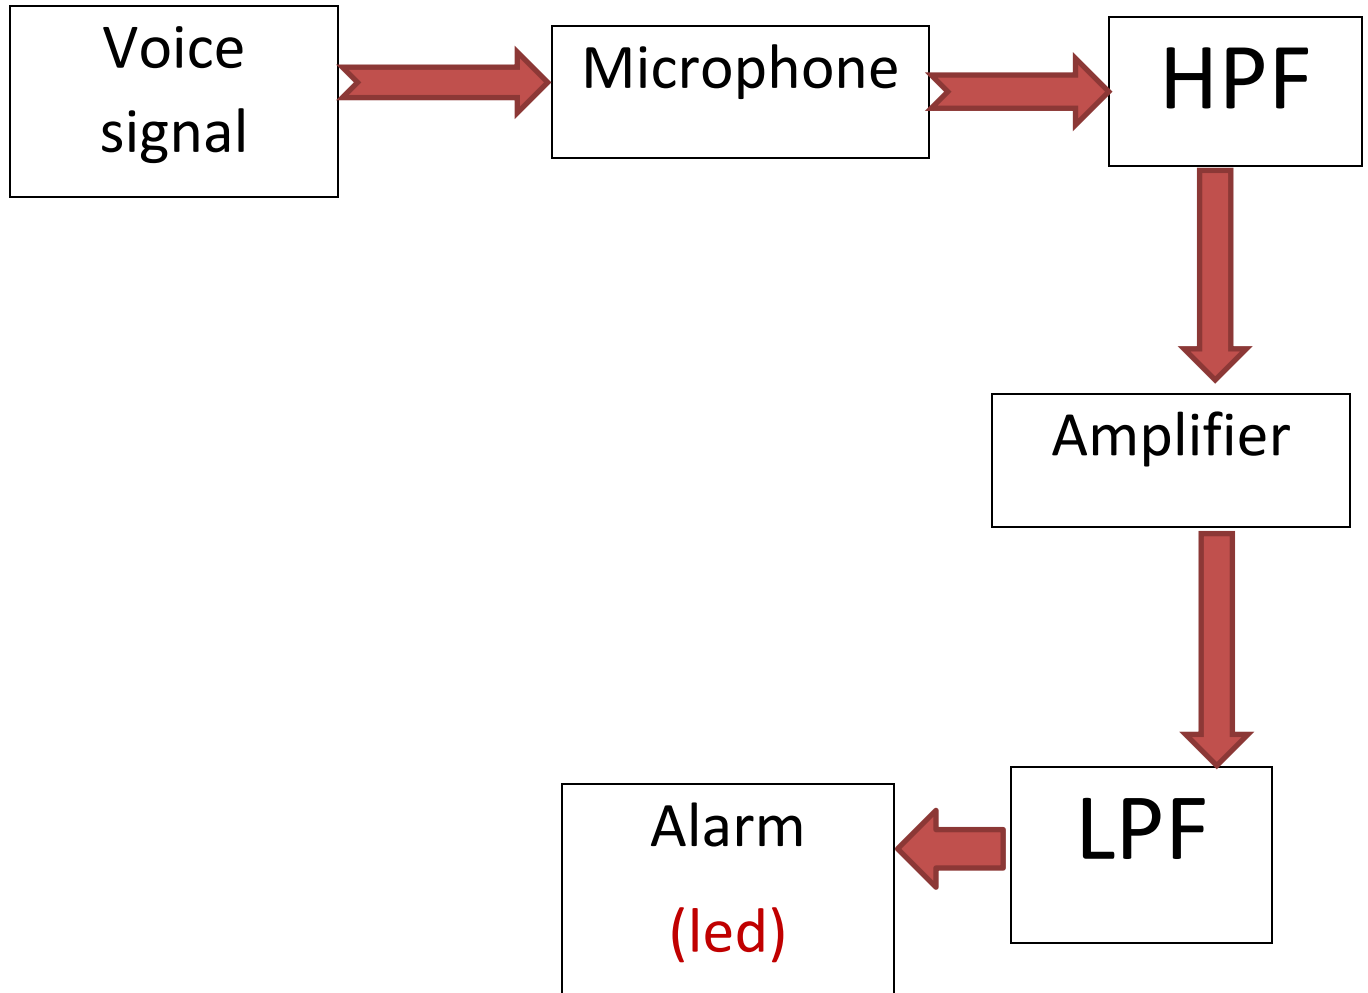 Voice
signal
Microphone
HPF
Amplifier
LPF
Alarm
(led)